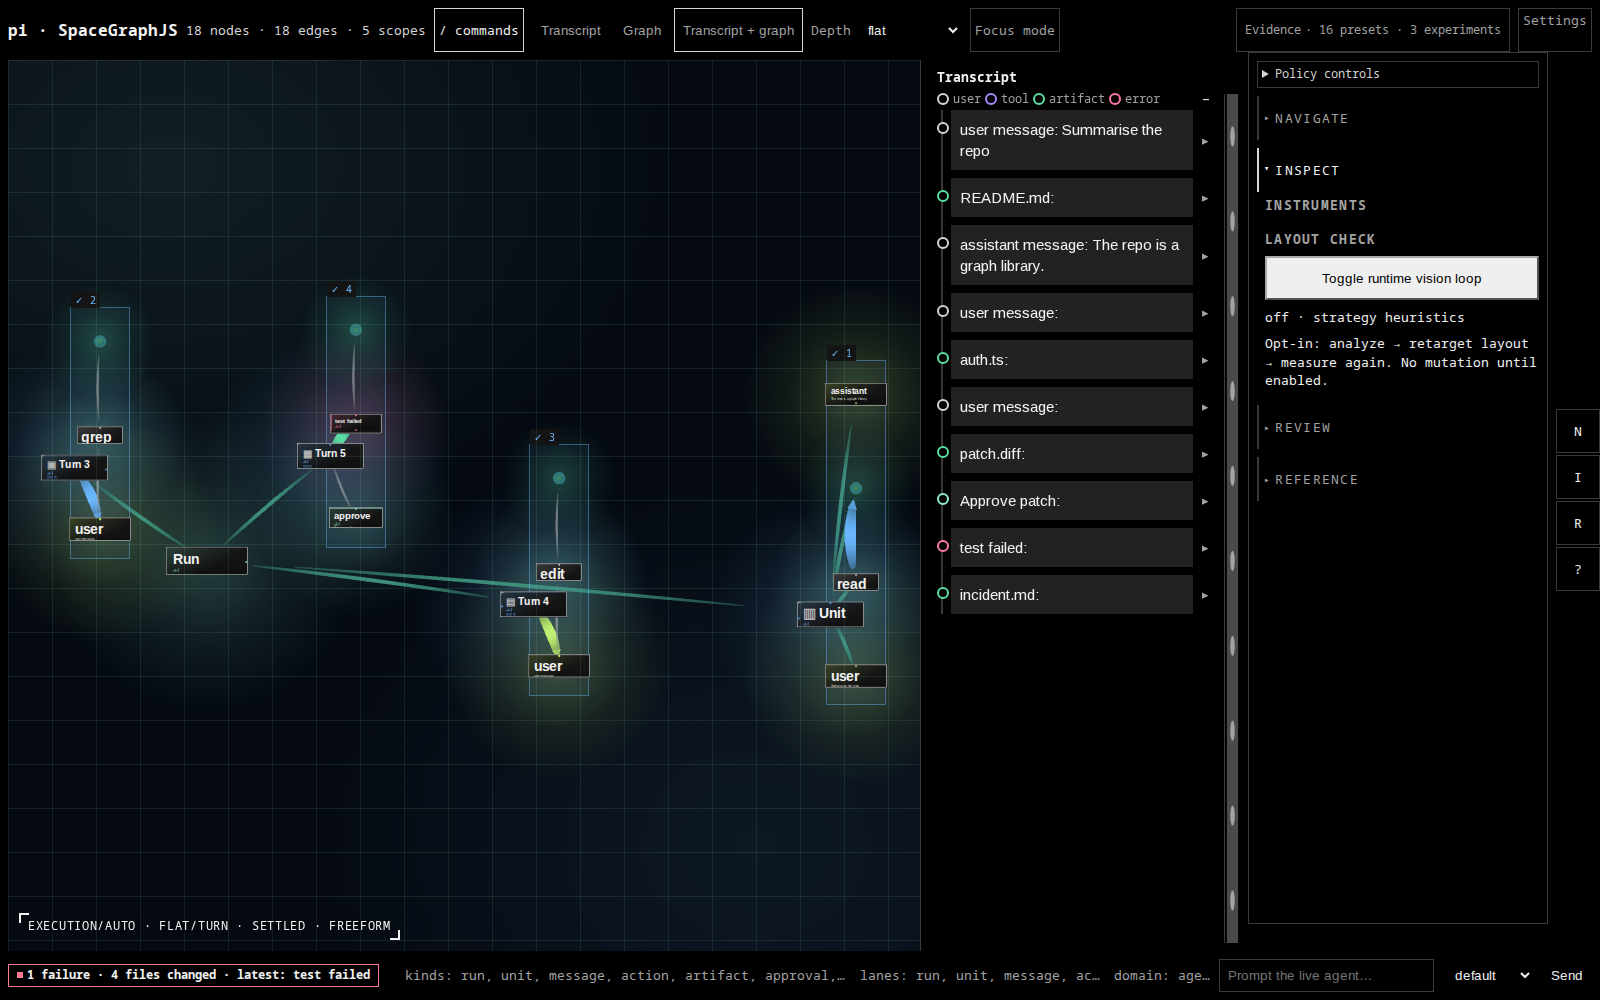 pi · SpaceGraphJS 18 nodes · 18 edges · 5 scopes / commands Transcript Graph Transcript + graph Depth flat Focus mode Evidence · 16 presets · 3 experiments Settings
✓ 2
✓ 4
✓ 1
✓ 3
grep
Turn 3
user
Run
test failed
Turn 5
approve
edit
Turn 4
user
assistant
read
Unit
user
EXECUTION/AUTO · FLAT/TURN · SETTLED · FREEFORM
Transcript
user tool artifact error –
user message: Summarise the
repo
README.md:
assistant message: The repo is a
graph library.
user message:
auth.ts:
user message:
patch.diff:
Approve patch:
test failed:
incident.md:
Policy controls
NAVIGATE
INSPECT
INSTRUMENTS
LAYOUT CHECK
Toggle runtime vision loop
off · strategy heuristics
Opt-in: analyze → retarget layout
→ measure again. No mutation until
enabled.
REVIEW
REFERENCE
N
I
R
?
1 failure · 4 files changed · latest: test failed kinds: run, unit, message, action, artifact, approval,… lanes: run, unit, message, ac… domain: age… Prompt the live agent… default Send